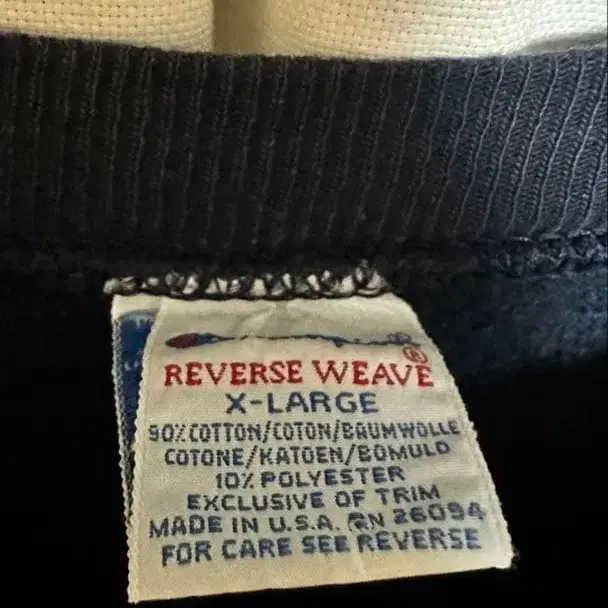 Champion
REVERSE WEAVE®
X-LARGE
90% COTTON/COTON/BAUMWOLLE
COTONE/KATOEN/BOMULD
10% POLYESTER
EXCLUSIVE OF TRIM
MADE IN U.S.A. RN 26094
FOR CARE SEE REVERSE